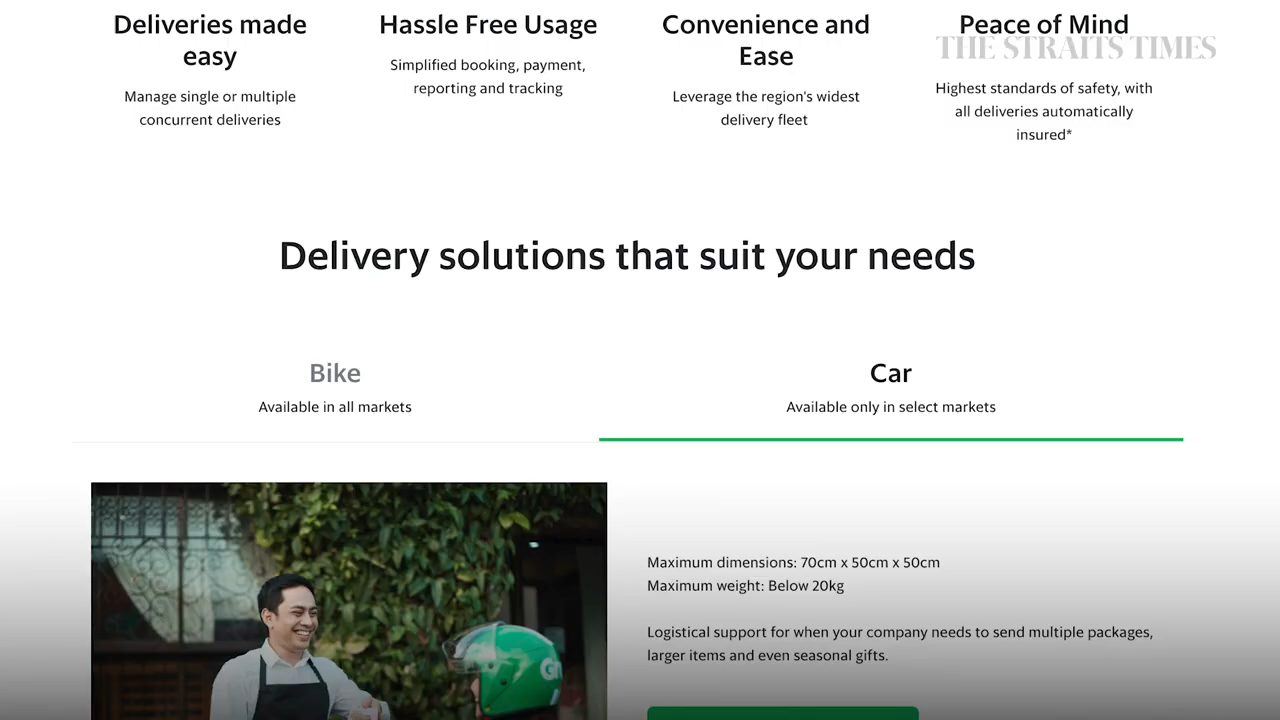 Deliveries made
easy
Manage single or multiple
concurrent deliveries
Hassle Free Usage
Simplified booking, payment,
reporting and tracking
Convenience and
Ease
Leverage the region's widest
delivery fleet
Peace of Mind
THE STRAITS TIMES
Highest standards of safety, with
all deliveries automatically
insured*
Delivery solutions that suit your needs
Bike
Available in all markets
Car
Available only in select markets
Maximum dimensions: 70cm x 50cm x 50cm
Maximum weight: Below 20kg
Logistical support for when your company needs to send multiple packages,
larger items and even seasonal gifts.